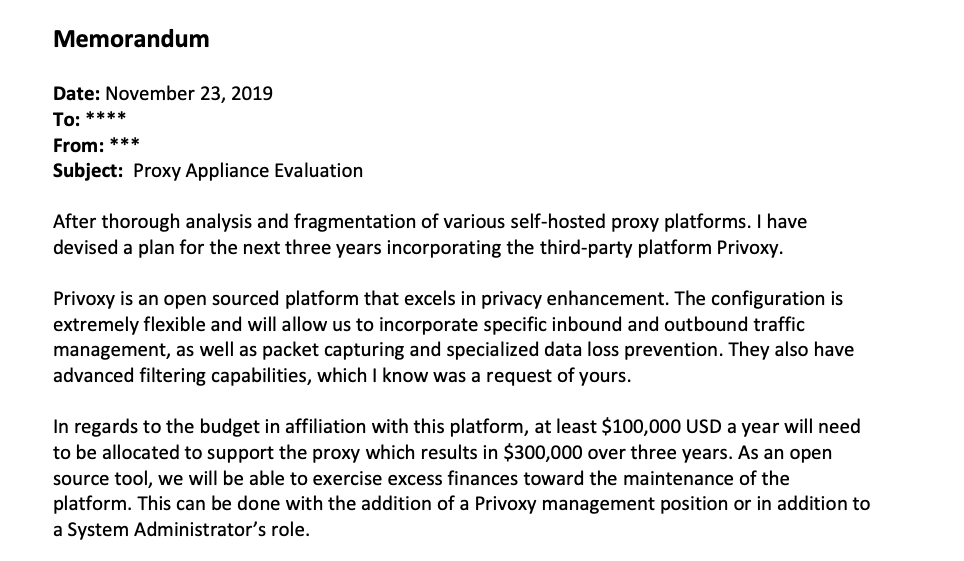 Memorandum
Date: November 23, 2019
To: ****
From: ***
Subject:  Proxy Appliance Evaluation
After thorough analysis and fragmentation of various self-hosted proxy platforms. I have
devised a plan for the next three years incorporating the third-party platform Privoxy.
Privoxy is an open sourced platform that excels in privacy enhancement. The configuration is
extremely flexible and will allow us to incorporate specific inbound and outbound traffic
management, as well as packet capturing and specialized data loss prevention. They also have
advanced filtering capabilities, which I know was a request of yours.
In regards to the budget in affiliation with this platform, at least $100,000 USD a year will need
to be allocated to support the proxy which results in $300,000 over three years. As an open
source tool, we will be able to exercise excess finances toward the maintenance of the
platform. This can be done with the addition of a Privoxy management position or in addition to
a System Administrator’s role.